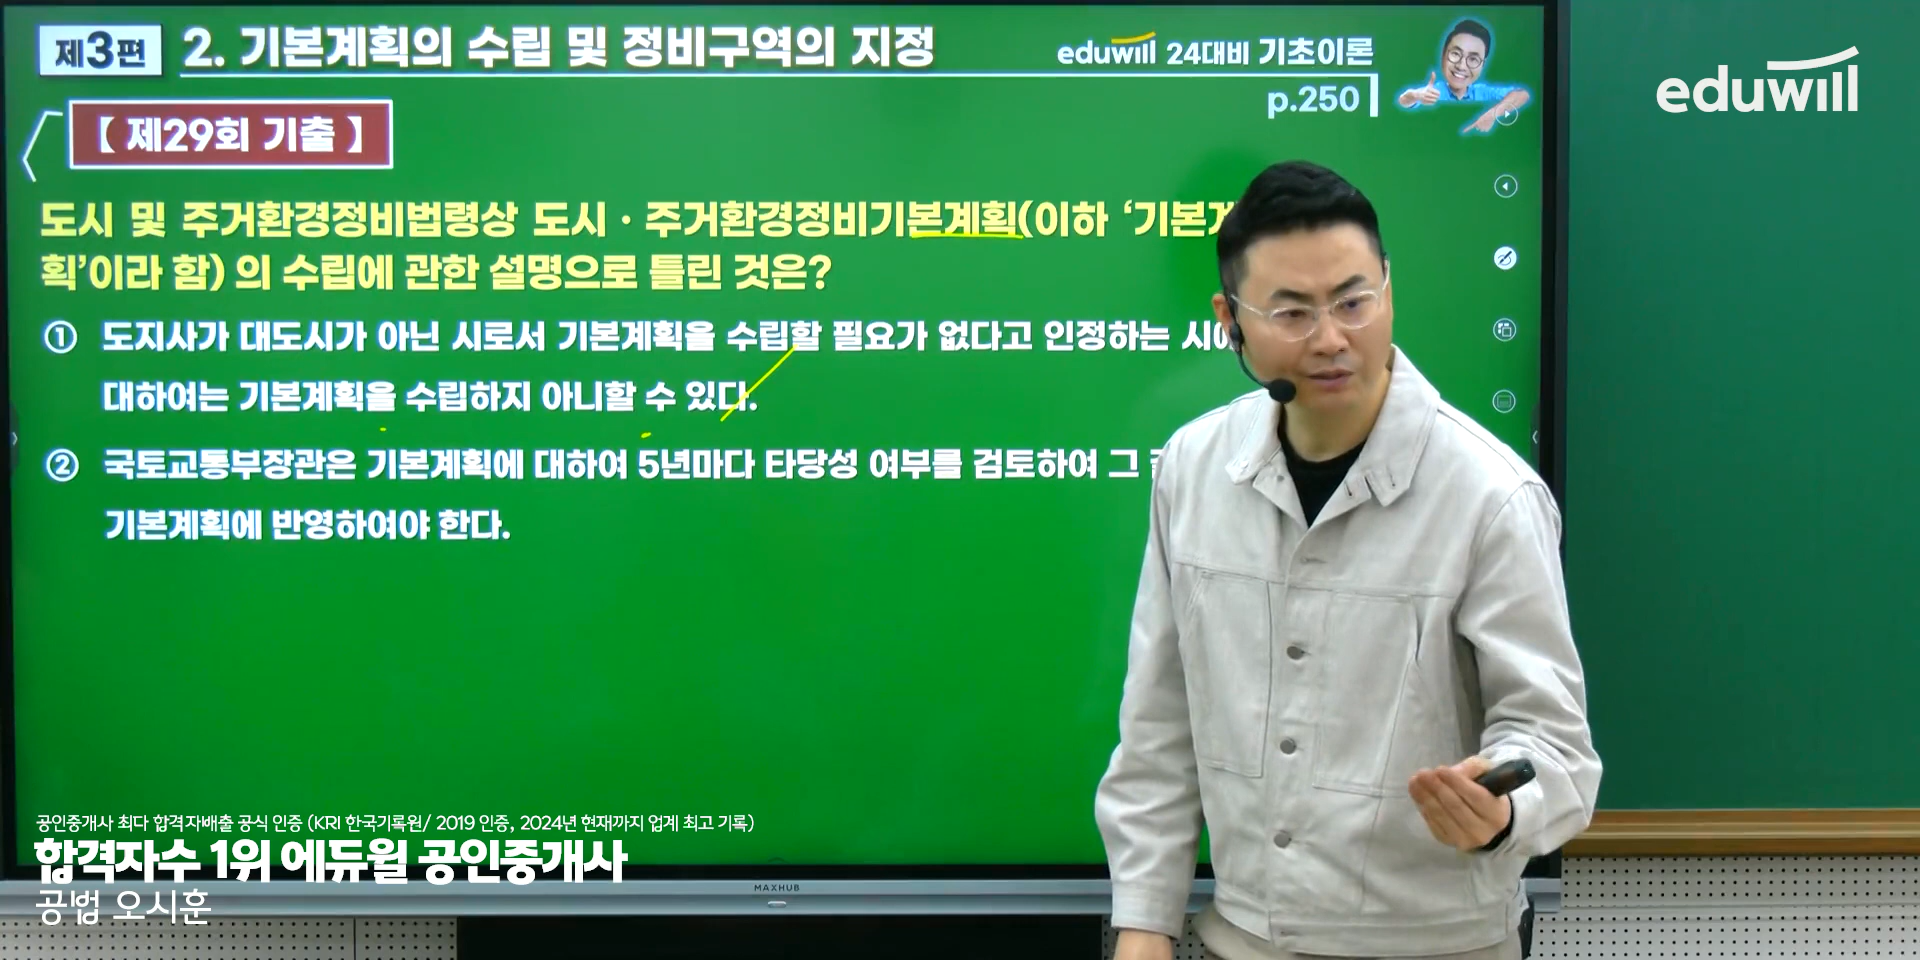 제3편 2. 기본계획의 수립 및 정비구역의 지정
eduwill 24대비 기초이론
p.250
eduwill
【 제29회 기출 】
도시 및 주거환경정비법령상 도시·주거환경정비기본계획(이하 ‘기본계
획’이라 함) 의 수립에 관한 설명으로 틀린 것은?
① 도지사가 대도시가 아닌 시로서 기본계획을 수립할 필요가 없다고 인정하는 시에
대하여는 기본계획을 수립하지 아니할 수 있다.
② 국토교통부장관은 기본계획에 대하여 5년마다 타당성 여부를 검토하여 그
기본계획에 반영하여야 한다.
공인중개사 최다 합격자배출 공식 인증 (KRI 한국기록원/ 2019 인증, 2024년 현재까지 업계 최고 기록)
합격자수 1위 에듀윌 공인중개사
공법 오시훈
MAXHUB